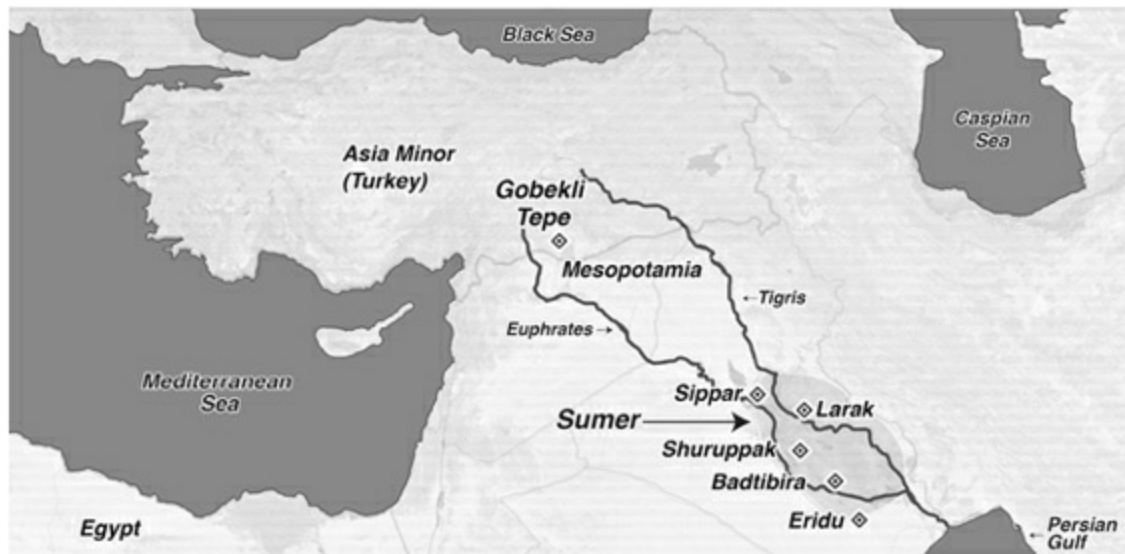 Black Sea
Caspian
Sea
Asia Minor
(Turkey)
Gobekli
Tepe
Mesopotamia
←Tigris
Euphrates→
Mediterranean
Sea
Sippar
Larak
Sumer
Shuruppak
Badtibira
Eridu
Egypt
←Persian
Gulf